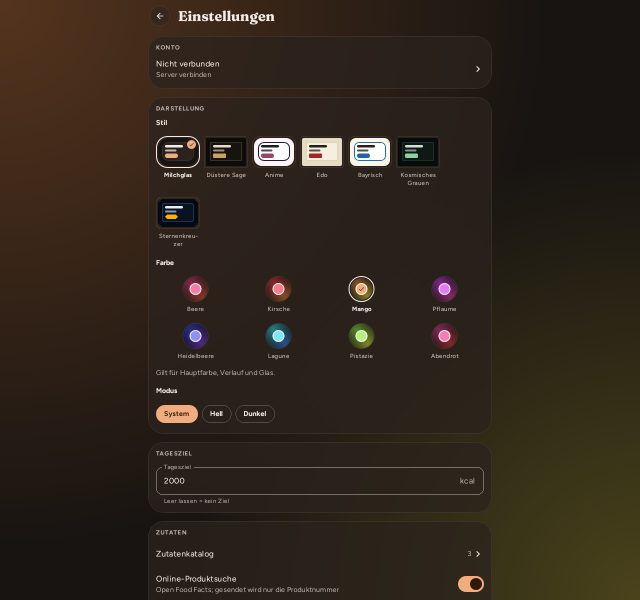 Einstellungen
KONTO
Nicht verbunden
Server verbinden
DARSTELLUNG
Stil
Milchglas
Düstere Sage
Anime
Edo
Bayrisch
Kosmisches
Grauen
Sternenkreu-
zer
Farbe
Beere
Kirsche
Mango
Pflaume
Heidelbeere
Laguna
Pistazie
Abendrot
Gilt für Hauptfarbe, Verlauf und Glas.
Modus
System
Hell
Dunkel
TAGESZIEL
Tagesziel
2000 kcal
Leer lassen = kein Ziel
ZUTATEN
Zutatenkatalog 3
Online-Produktsuche
Open Food Facts; gesendet wird nur die Produktnummer